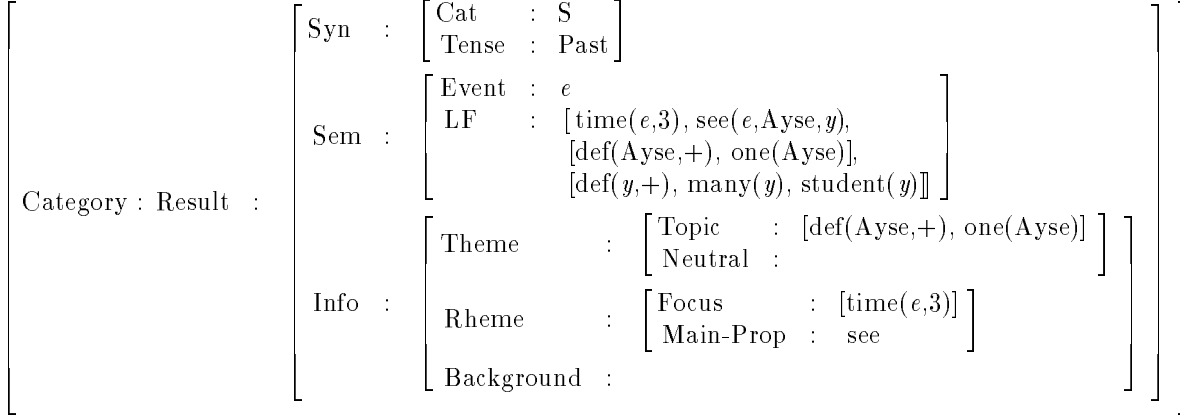 Syn : [ Cat : S
Tense : Past ]
Sem : [ Event : e
LF : [ time(e,3), see(e,Ayse,y),
[def(Ayse,+), one(Ayse)],
[def(y,+), many(y), student(y)]] ]
Category : Result :
Theme : [ Topic : [def(Ayse,+), one(Ayse)]
Neutral : ]
Info :
Rheme : [ Focus : [time(e,3)]
Main-Prop : see ]
Background :